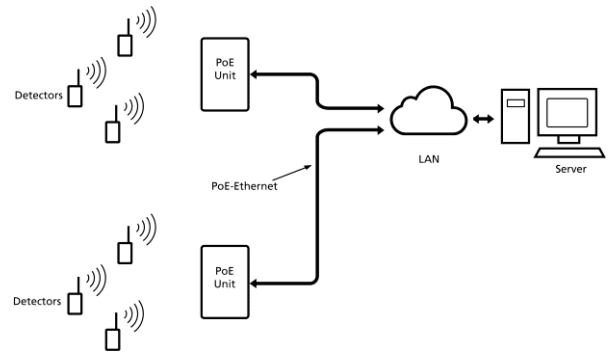 PoE
Unit
Detectors
LAN
Server
PoE-Ethernet
PoE
Unit
Detectors